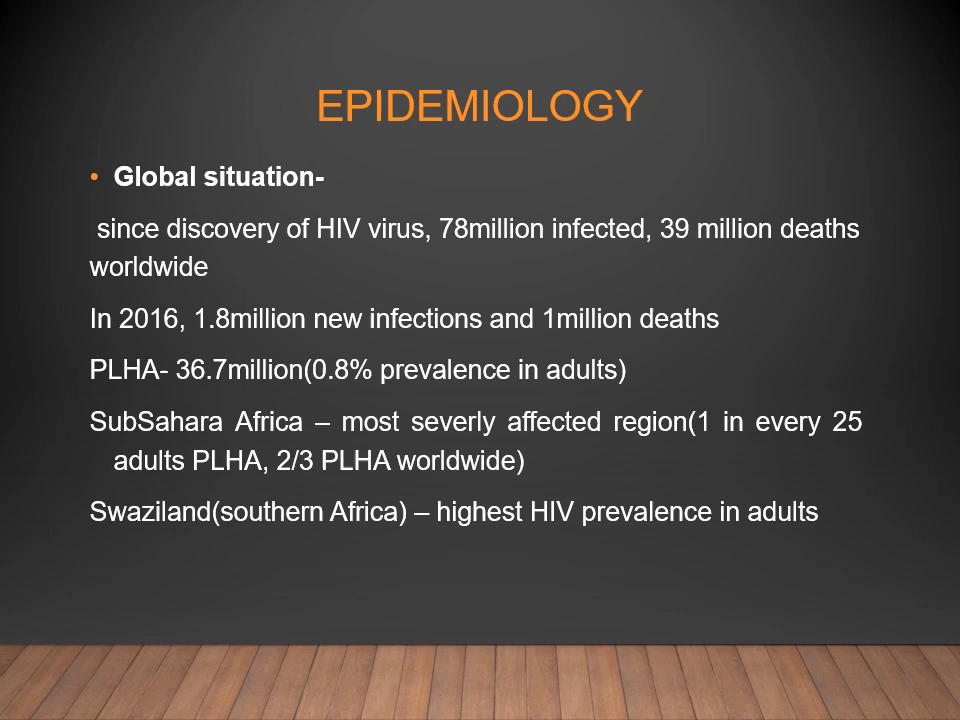 EPIDEMIOLOGY
• Global situation-
since discovery of HIV virus, 78million infected, 39 million deaths
worldwide
In 2016, 1.8million new infections and 1million deaths
PLHA- 36.7million(0.8% prevalence in adults)
SubSahara Africa – most severly affected region(1 in every 25
adults PLHA, 2/3 PLHA worldwide)
Swaziland(southern Africa) – highest HIV prevalence in adults